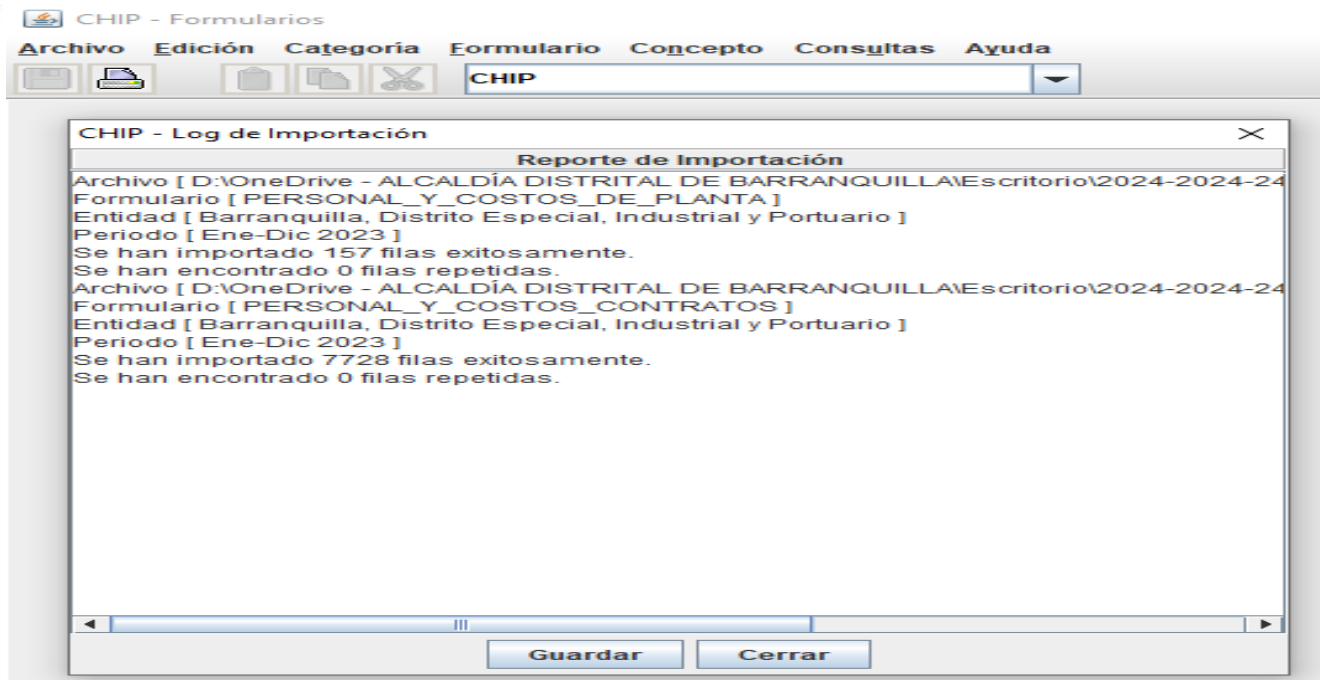 CHIP - Formularios
Archivo Edición Categoría Formulario Concepto Consultas Ayuda
CHIP
CHIP - Log de Importación
Reporte de Importación
Archivo [ D:\OneDrive - ALCALDÍA DISTRITAL DE BARRANQUILLA\Escritorio\2024-2024-24
Formulario [ PERSONAL_Y_COSTOS_DE_PLANTA ]
Entidad [ Barranquilla, Distrito Especial, Industrial y Portuario ]
Periodo [ Ene-Dic 2023 ]
Se han importado 157 filas exitosamente.
Se han encontrado 0 filas repetidas.
Archivo [ D:\OneDrive - ALCALDÍA DISTRITAL DE BARRANQUILLA\Escritorio\2024-2024-24
Formulario [ PERSONAL_Y_COSTOS_CONTRATOS ]
Entidad [ Barranquilla, Distrito Especial, Industrial y Portuario ]
Periodo [ Ene-Dic 2023 ]
Se han importado 7728 filas exitosamente.
Se han encontrado 0 filas repetidas.
Guardar Cerrar